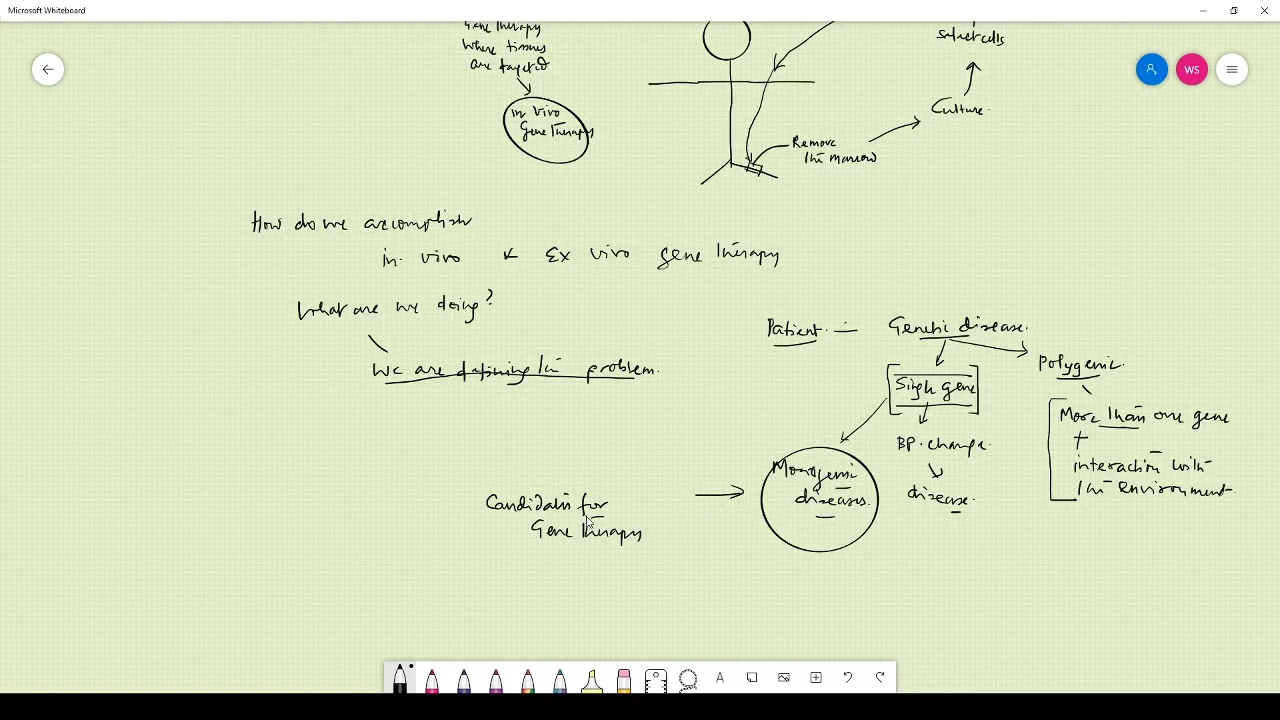 Microsoft Whiteboard
Gene Therapy
Where tissues
are targeted
in vivo
Gene Therapy
Select cells
Culture.
Remove
the marrow
WS
How do we accomplish
in vivo & Ex vivo gene Therapy
What are we doing?
We are defining the problem.
Patient :- Genetic disease.
Single gene
Polygenic.
More than one gene
+
interaction with
the Environment.
BP. change.
disease.
Monogenic
diseases.
Candidates for
Gene Therapy
A